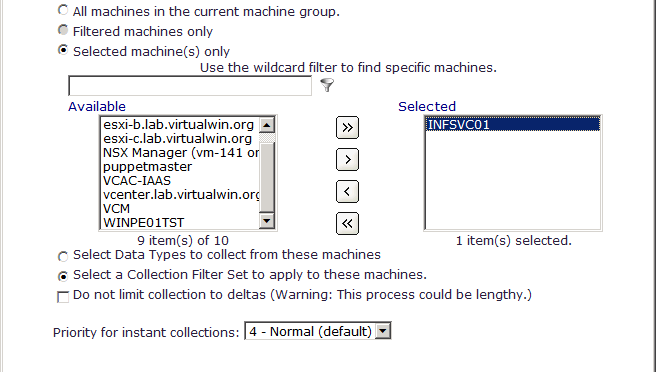 All machines in the current machine group.
Filtered machines only
Selected machine(s) only
Use the wildcard filter to find specific machines.
Available
Selected
esxi-b.lab.virtualwin.org
esxi-c.lab.virtualwin.org
NSX Manager (vm-141 or
puppetmaster
VCAC-IAAS
vcenter.lab.virtualwin.org
VCM
WINPE01TST
>>
>
<
<<
INFSVC01
9 item(s) of 10
1 item(s) selected.
Select Data Types to collect from these machines
Select a Collection Filter Set to apply to these machines.
Do not limit collection to deltas (Warning: This process could be lengthy.)
Priority for instant collections: 4 - Normal (default)